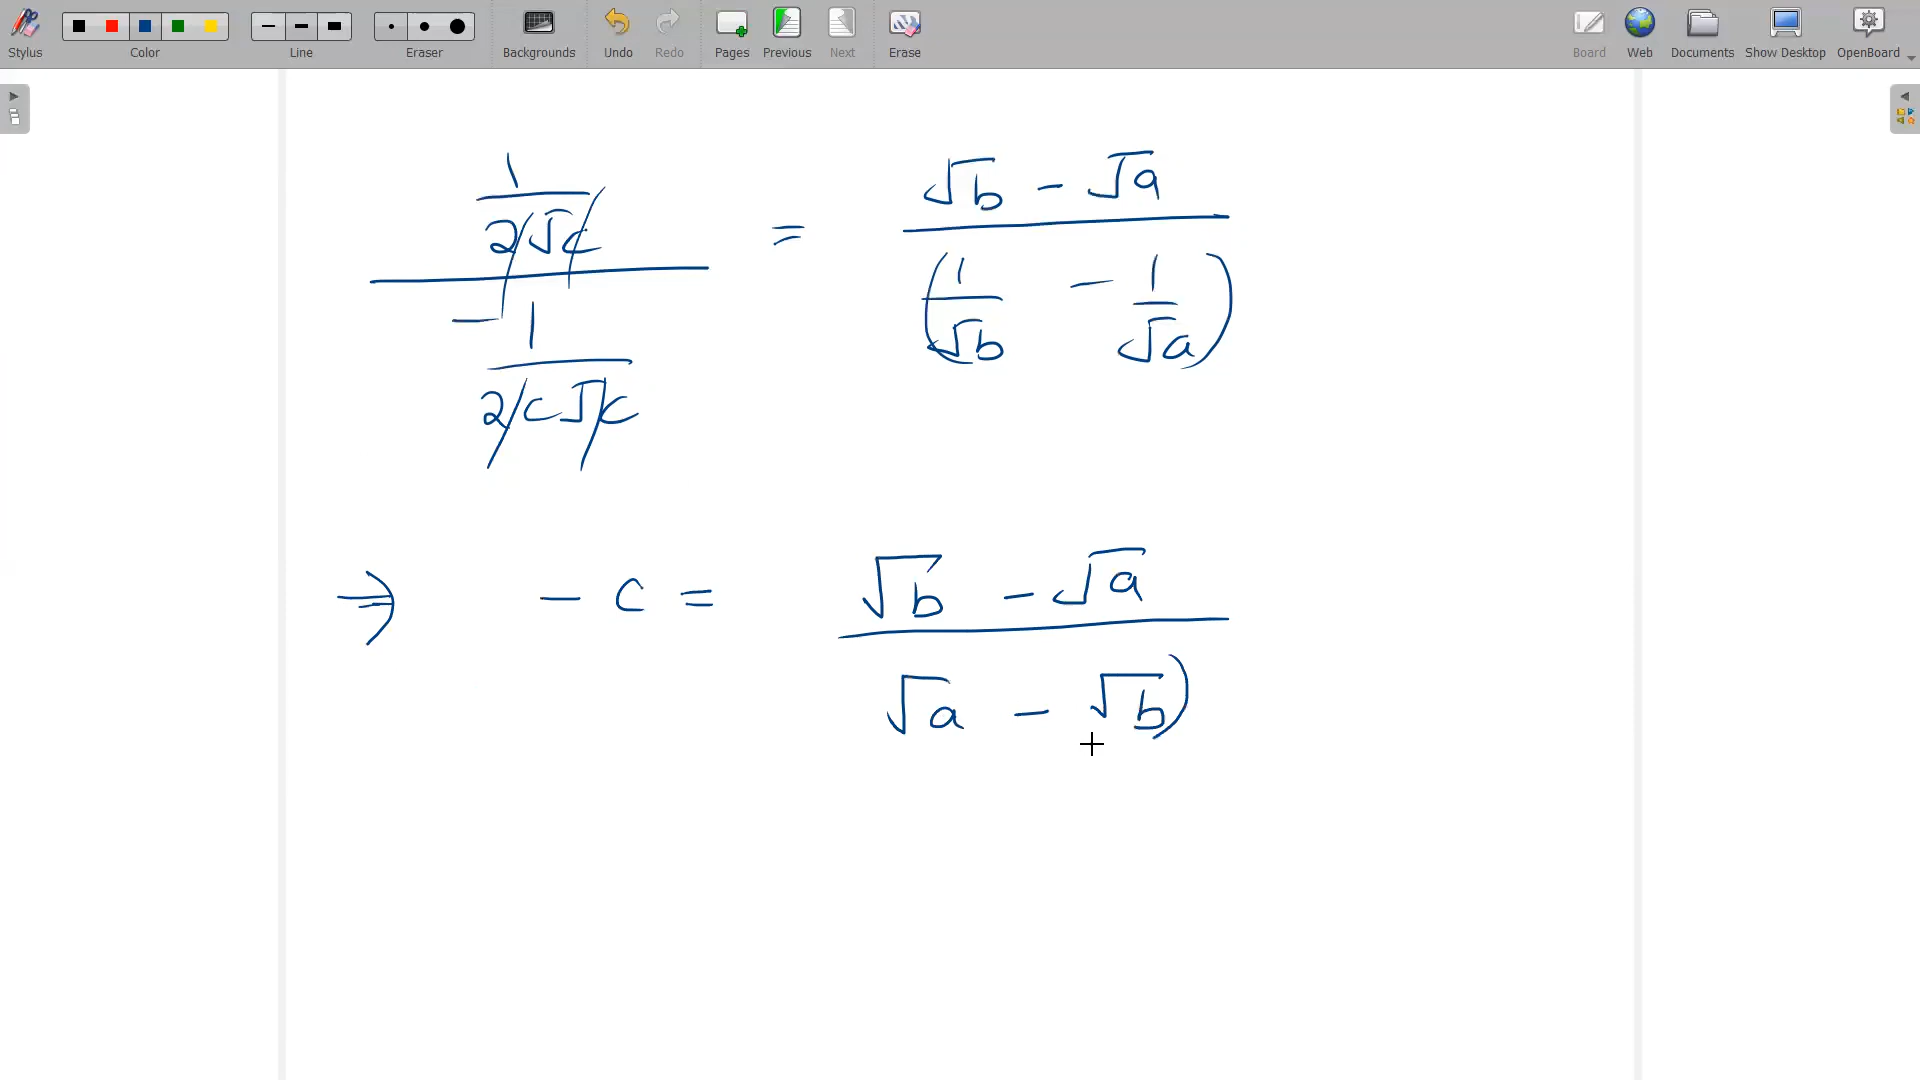 Stylus Color Line Eraser Backgrounds Undo Redo Pages Previous Next Erase Board Web Documents Show Desktop OpenBoard
1 = √b - √a
2√c
-1 (1 - 1)
2c√c √b √a
⇒ - c = √b - √a
√a - √b)